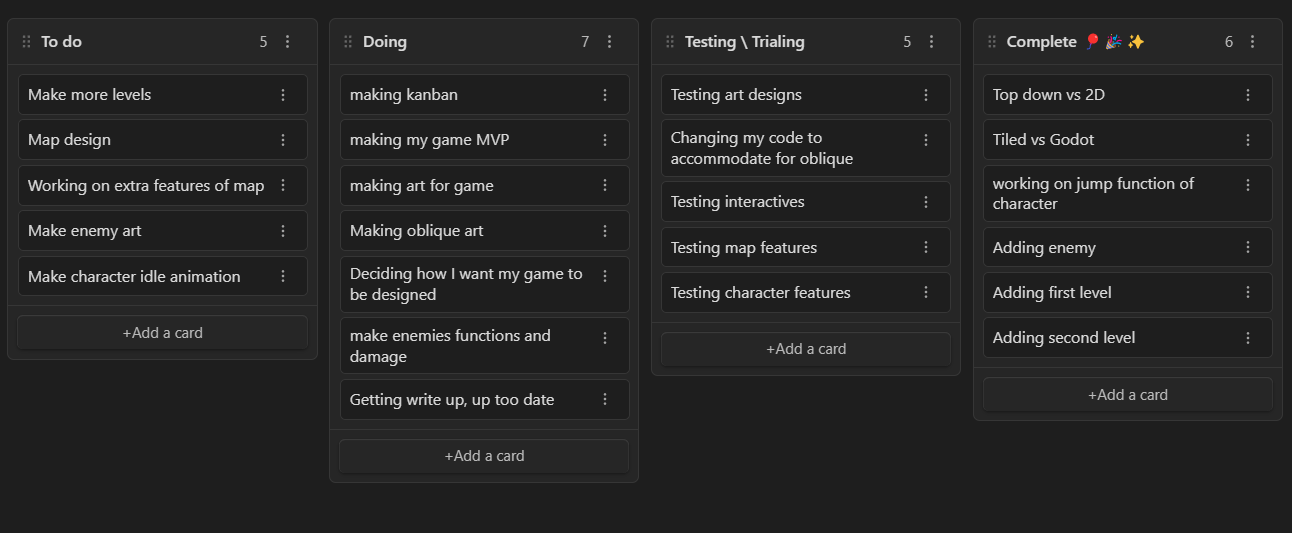 To do 5
Make more levels
Map design
Working on extra features of map
Make enemy art
Make character idle animation
+Add a card
Doing 7
making kanban
making my game MVP
making art for game
Making oblique art
Deciding how I want my game to
be designed
make enemies functions and
damage
Getting write up, up too date
+Add a card
Testing \ Trialing 5
Testing art designs
Changing my code to
accommodate for oblique
Testing interactives
Testing map features
Testing character features
+Add a card
Complete 🎈 🎉 ✨ 6
Top down vs 2D
Tiled vs Godot
working on jump function of
character
Adding enemy
Adding first level
Adding second level
+Add a card